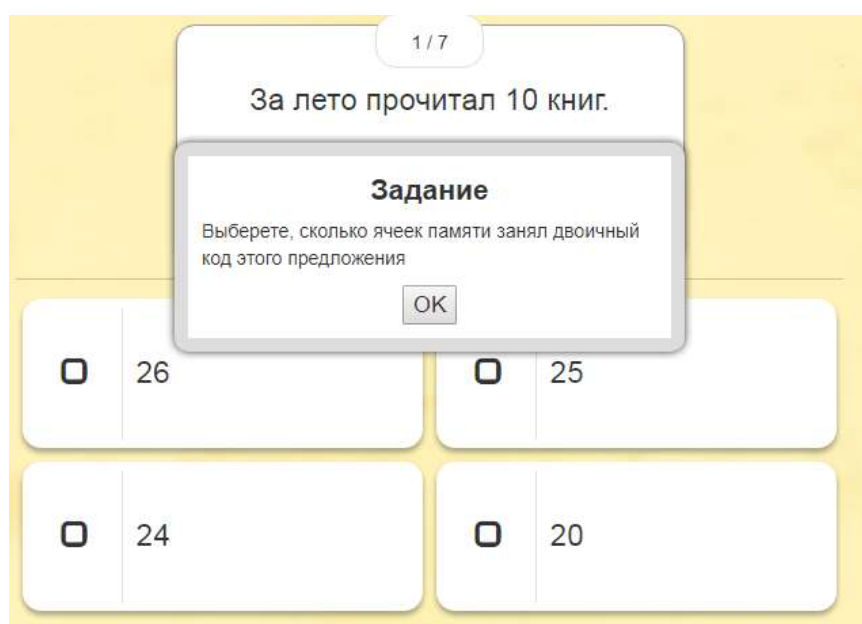 1 / 7
За лето прочитал 10 книг.
Задание
Выберете, сколько ячеек памяти занял двоичный
код этого предложения
OK
26
25
24
20